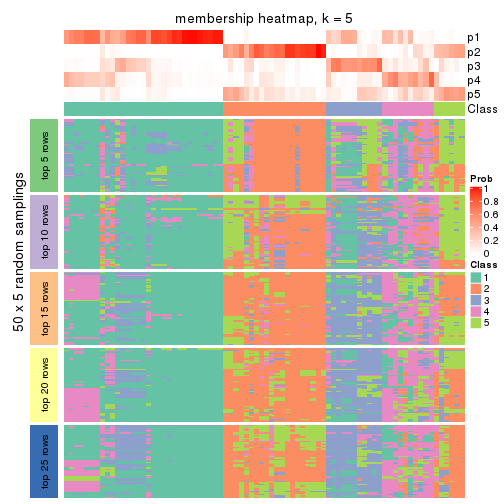 membership heatmap, k = 5
p1
p2
p3
p4
p5
Class
50 x 5 random samplings
top 5 rows
top 10 rows
top 15 rows
top 20 rows
top 25 rows
Prob
1
0.8
0.6
0.4
0.2
0
Class
1
2
3
4
5